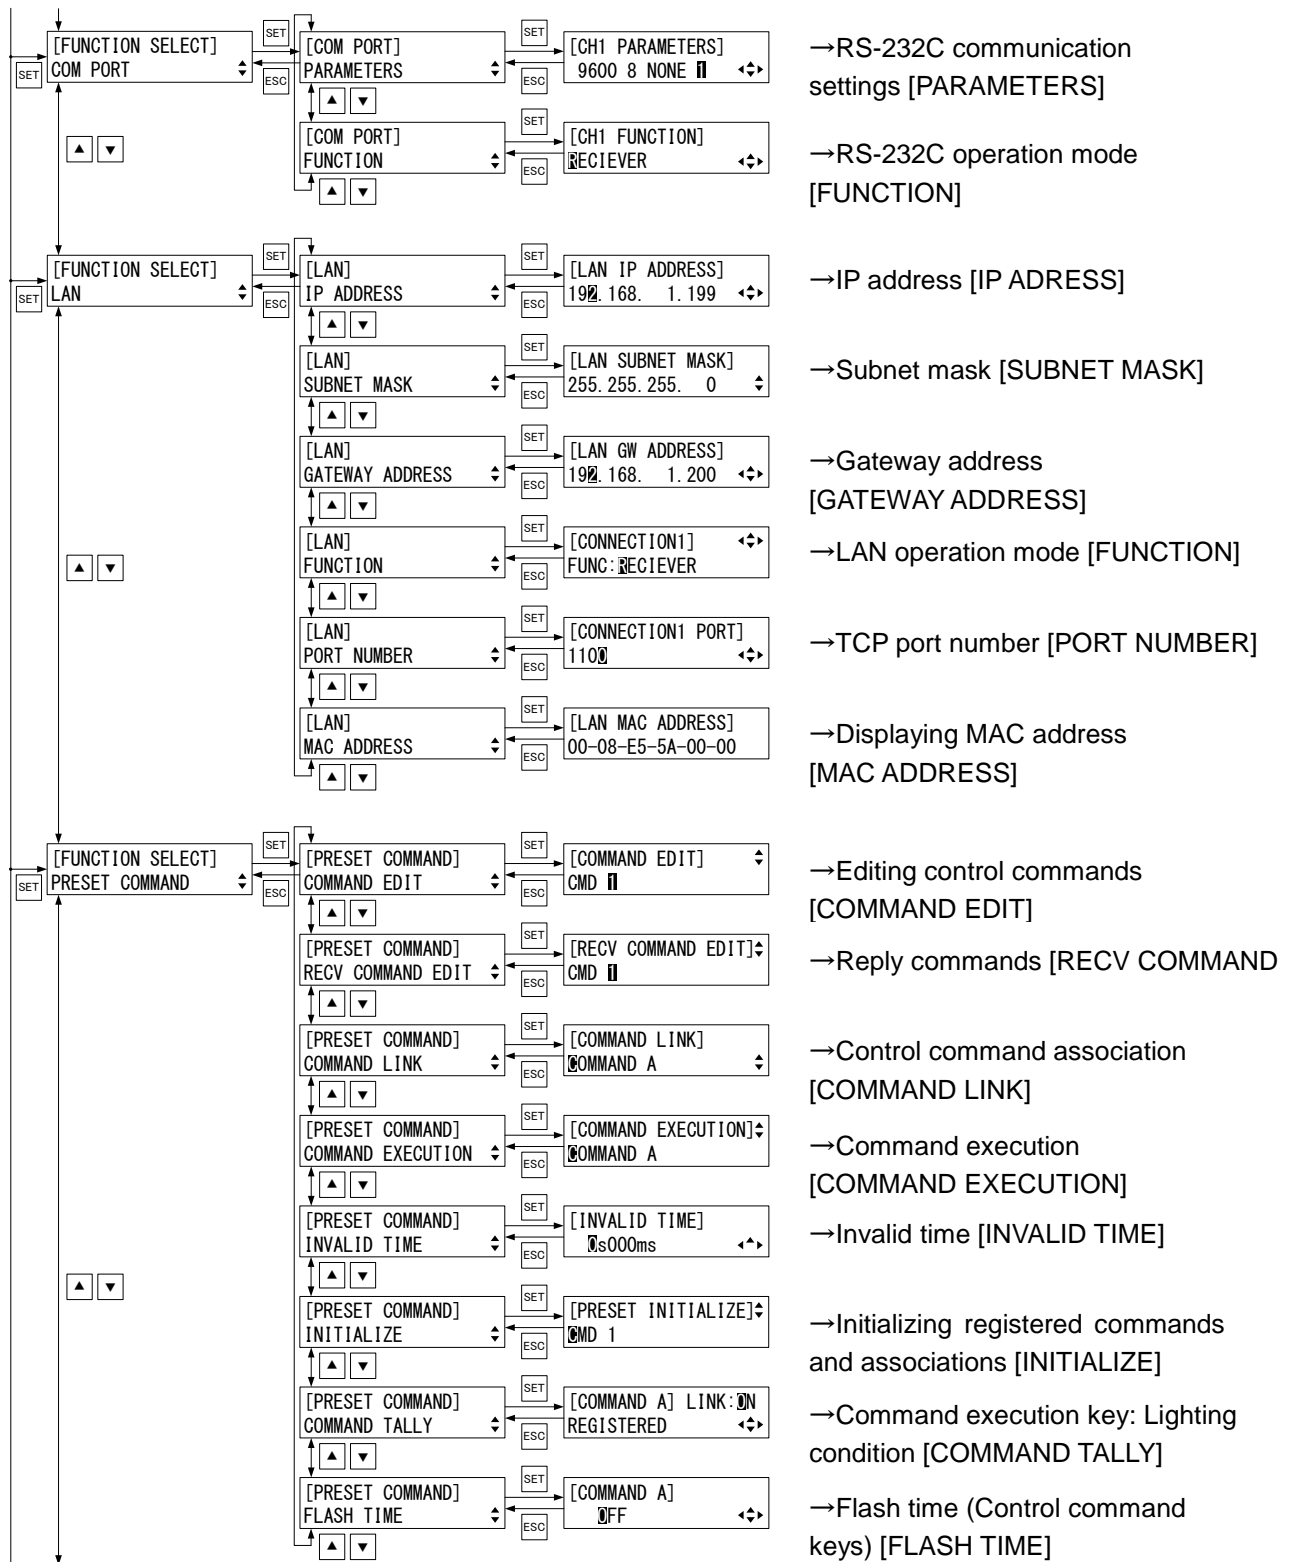 SET
SET
[FUNCTION SELECT]
COM PORT
[COM PORT]
PARAMETERS
[CH1 PARAMETERS]
9600 8 NONE 1
→RS-232C communication
settings [PARAMETERS]
SET
ESC
ESC
▲ ▼
SET
[COM PORT]
FUNCTION
[CH1 FUNCTION]
RECIEVER
→RS-232C operation mode
[FUNCTION]
▲ ▼
ESC
▲ ▼
SET
SET
[FUNCTION SELECT]
LAN
[LAN]
IP ADDRESS
[LAN IP ADDRESS]
192.168.  1.199
→IP address [IP ADRESS]
SET
ESC
ESC
▲ ▼
SET
[LAN]
SUBNET MASK
[LAN SUBNET MASK]
255.255.255.  0
→Subnet mask [SUBNET MASK]
ESC
▲ ▼
SET
[LAN]
GATEWAY ADDRESS
[LAN GW ADDRESS]
192.168.  1.200
→Gateway address
[GATEWAY ADDRESS]
ESC
▲ ▼
SET
[LAN]
FUNCTION
[CONNECTION1]
FUNC:RECIEVER
→LAN operation mode [FUNCTION]
▲ ▼
ESC
▲ ▼
SET
[LAN]
PORT NUMBER
[CONNECTION1 PORT]
1100
→TCP port number [PORT NUMBER]
ESC
▲ ▼
SET
[LAN]
MAC ADDRESS
[LAN MAC ADDRESS]
00-08-E5-5A-00-00
→Displaying MAC address
[MAC ADDRESS]
ESC
▲ ▼
SET
SET
[FUNCTION SELECT]
PRESET COMMAND
[PRESET COMMAND]
COMMAND EDIT
[COMMAND EDIT]
CMD 1
→Editing control commands
[COMMAND EDIT]
SET
ESC
ESC
▲ ▼
SET
[PRESET COMMAND]
RECV COMMAND EDIT
[RECV COMMAND EDIT]
CMD 1
→Reply commands [RECV COMMAND
ESC
▲ ▼
SET
[PRESET COMMAND]
COMMAND LINK
[COMMAND LINK]
COMMAND A
→Control command association
[COMMAND LINK]
ESC
▲ ▼
SET
[PRESET COMMAND]
COMMAND EXECUTION
[COMMAND EXECUTION]
COMMAND A
→Command execution
[COMMAND EXECUTION]
ESC
▲ ▼
SET
[PRESET COMMAND]
INVALID TIME
[INVALID TIME]
0s000ms
→Invalid time [INVALID TIME]
ESC
▲ ▼
▲ ▼
SET
[PRESET COMMAND]
INITIALIZE
[PRESET INITIALIZE]
CMD 1
→Initializing registered commands
and associations [INITIALIZE]
ESC
▲ ▼
SET
[PRESET COMMAND]
COMMAND TALLY
[COMMAND A] LINK:ON
REGISTERED
→Command execution key: Lighting
condition [COMMAND TALLY]
ESC
▲ ▼
SET
[PRESET COMMAND]
FLASH TIME
[COMMAND A]
OFF
→Flash time (Control command
keys) [FLASH TIME]
ESC
▲ ▼